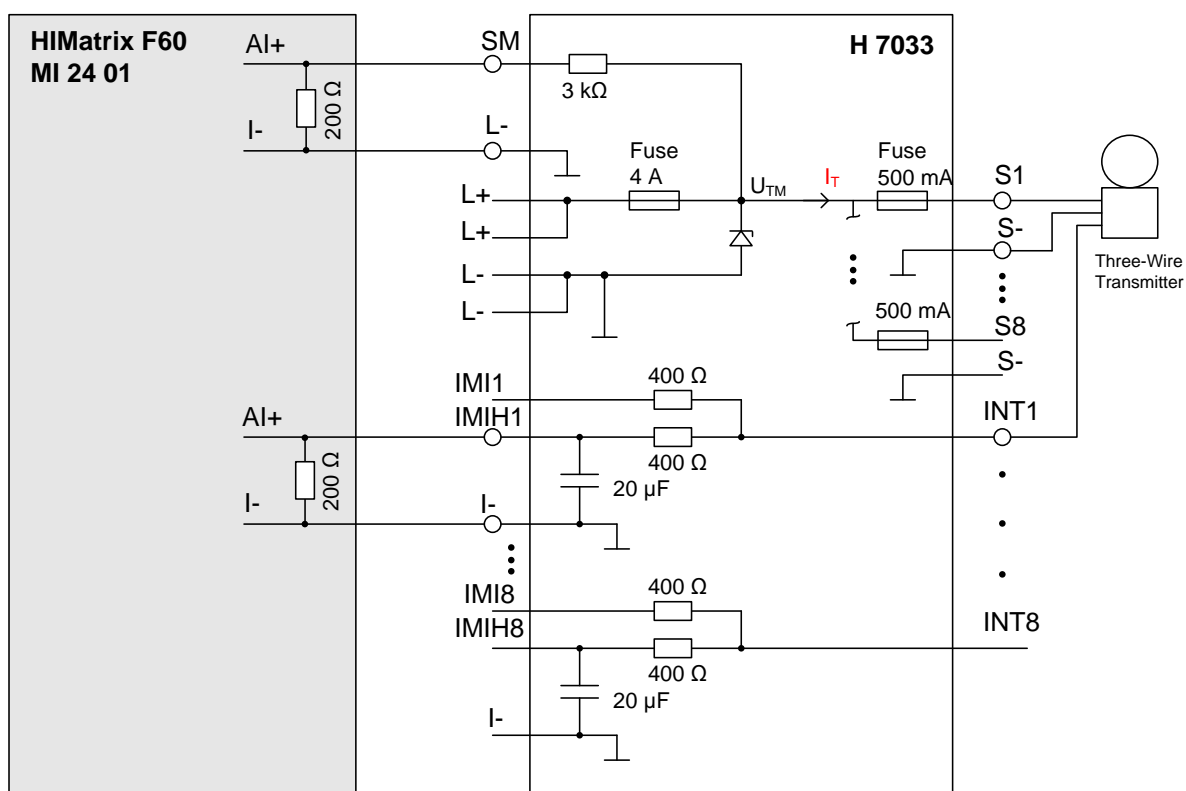 HIMatrix F60
MI 24 01
H 7033
AI+
200 Ω
I-
SM
3 kΩ
L-
Fuse
4 A
L+
L+
L-
L-
UTM
IT
Fuse
500 mA
S1
S-
Three-Wire
Transmitter
500 mA
S8
S-
IMI1
400 Ω
IMIH1
400 Ω
INT1
AI+
200 Ω
I-
20 µF
I-
IMI8
400 Ω
IMIH8
400 Ω
INT8
20 µF
I-